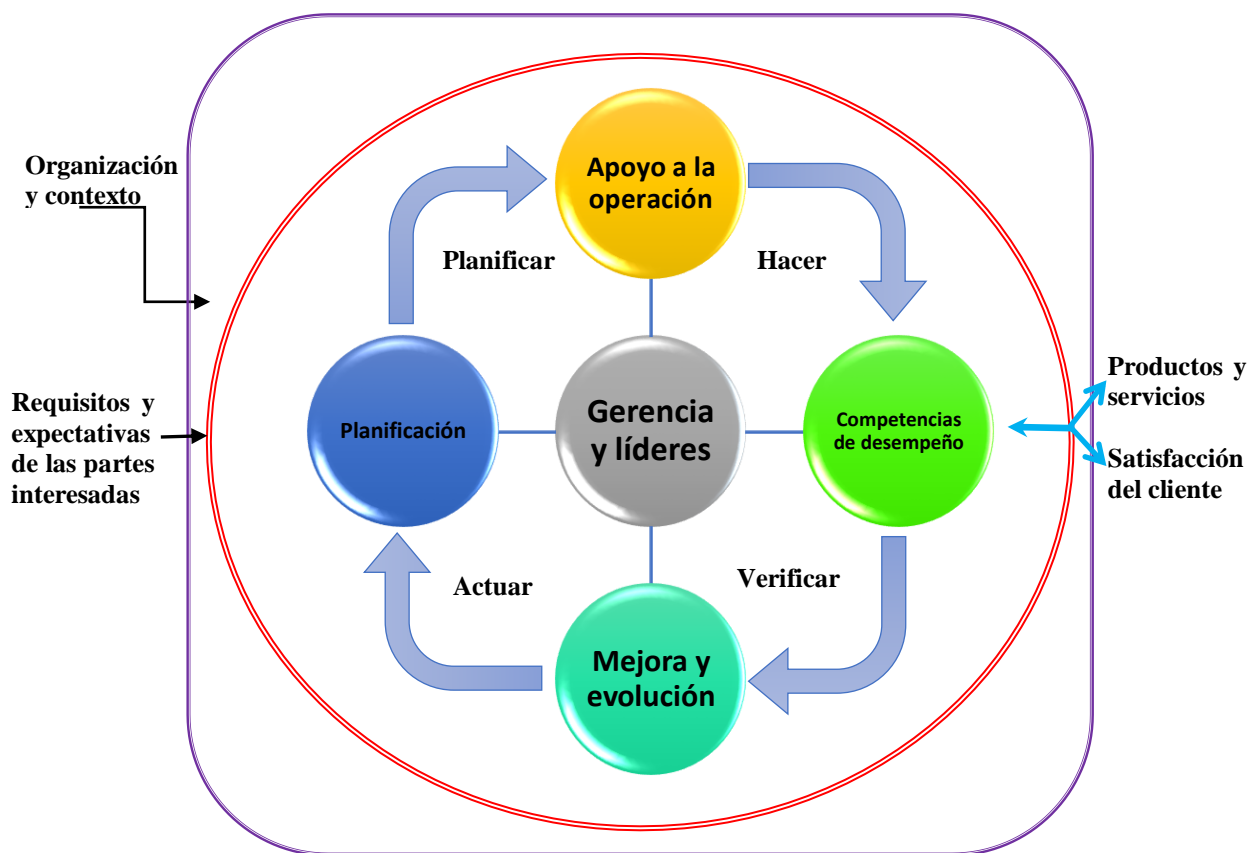 Organización
y contexto
Requisitos y
expectativas
de las partes
interesadas
Apoyo a la
operación
Planificar
Hacer
Planificación
Gerencia
y líderes
Competencias
de desempeño
Productos y
servicios
Satisfacción
del cliente
Actuar
Verificar
Mejora y
evolución